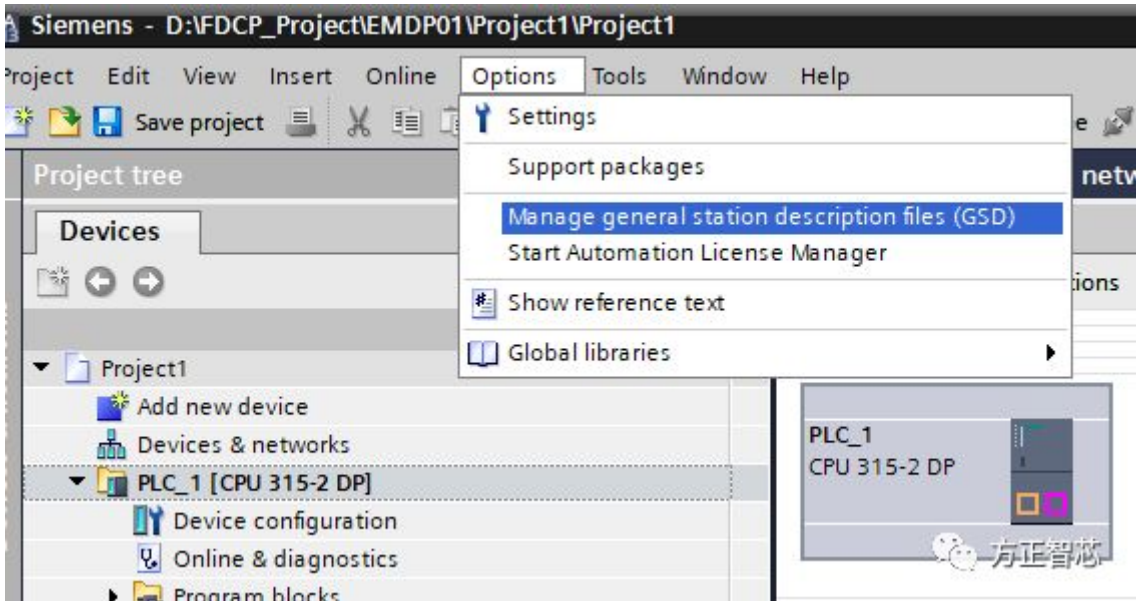 Siemens - D:\FDCP_Project\EMDP01\Project1\Project1
Project Edit View Insert Online Options Tools Window Help
Save project
Settings
Support packages
Manage general station description files (GSD)
Start Automation License Manager
Show reference text
Global libraries
Project tree
Devices
Project1
Add new device
Devices & networks
PLC_1 [CPU 315-2 DP]
Device configuration
Online & diagnostics
Program blocks
PLC_1
CPU 315-2 DP
方正智芯